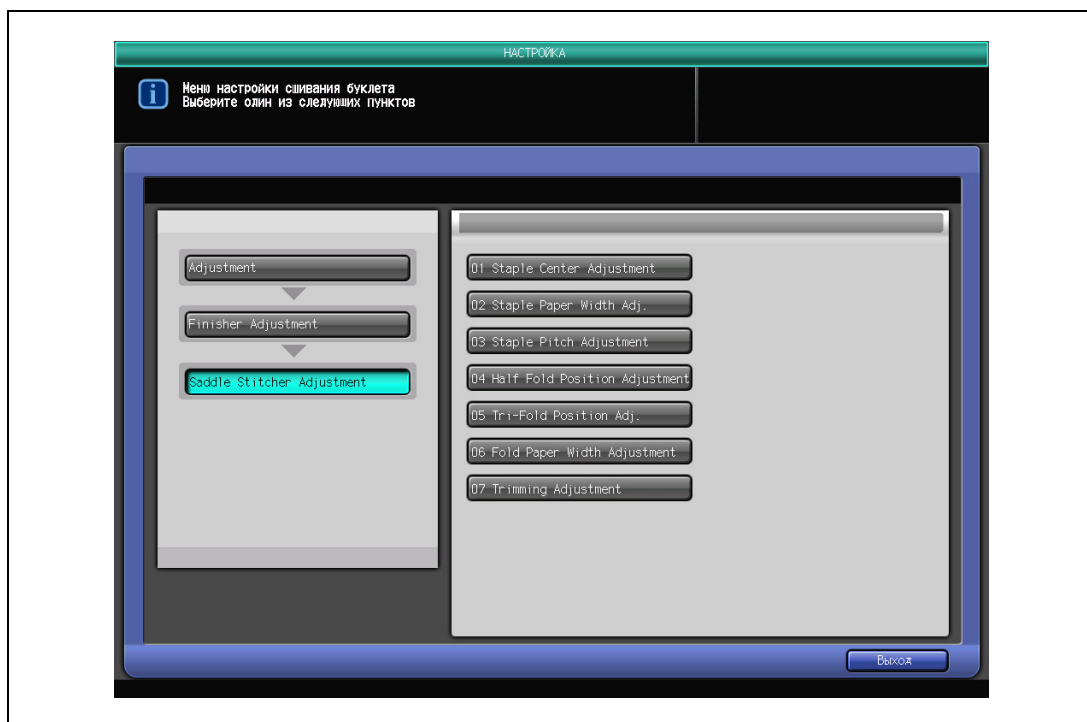 НАСТРОЙКА
Меню настройки сшивания буклета
Выберите один из следующих пунктов
Adjustment
Finisher Adjustment
Saddle Stitcher Adjustment
01 Staple Center Adjustment
02 Staple Paper Width Adj.
03 Staple Pitch Adjustment
04 Half Fold Position Adjustment
05 Tri-Fold Position Adj.
06 Fold Paper Width Adjustment
07 Trimming Adjustment
Выход